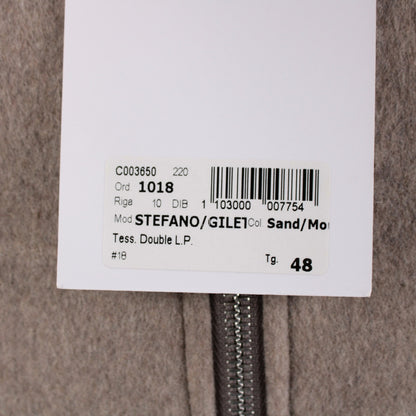 C003650 220
Ord 1018
Riga 10 DIB 1 103000 007754
Mod STEFANO/GILET Col Sand/Mou
Tess. Double L.P.
#18 Tg. 48